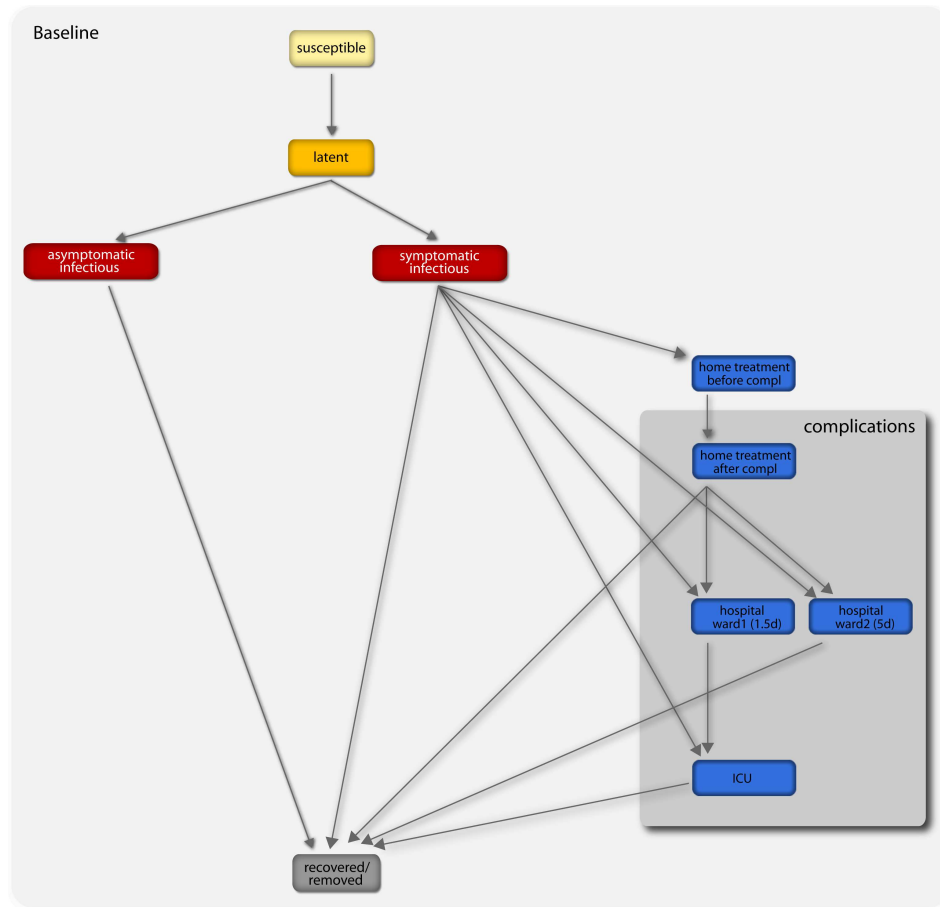 Baseline
susceptible
latent
asymptomatic
infectious
symptomatic
infectious
home treatment
before compl
complications
home treatment
after compl
hospital
ward1 (1.5d)
hospital
ward2 (5d)
ICU
recovered/
removed